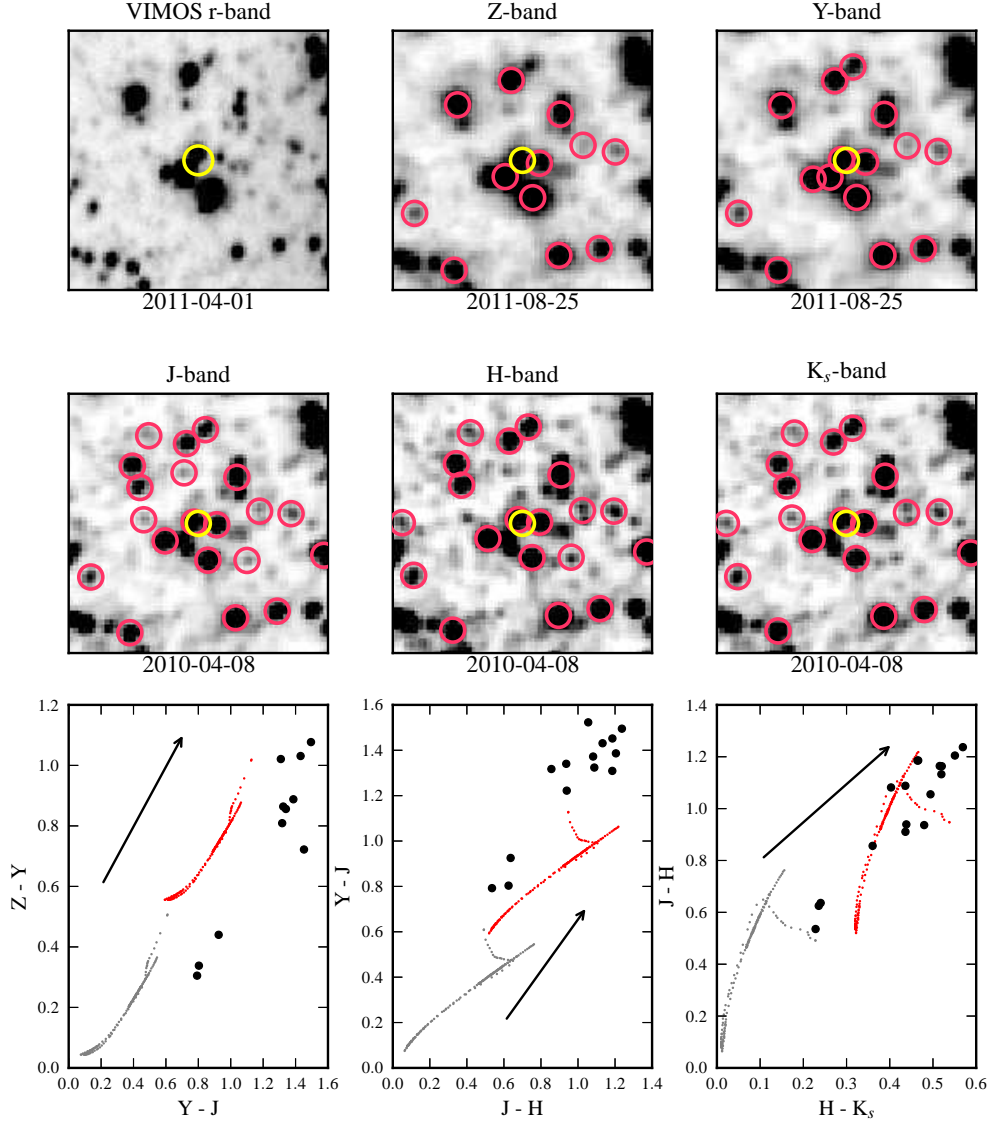 VIMOS r-band Z-band Y-band
2011-04-01 2011-08-25 2011-08-25
J-band H-band K_s-band
2010-04-08 2010-04-08 2010-04-08
1.2 1.6 1.4
1.0 1.4 1.2
0.8 1.2 1.0
0.6 1.0 0.8
0.4 0.8 0.6
0.2 0.6 0.4
0.0 0.4 0.2
0.2 0.0
0.0
Z - Y Y - J J - H
0.0 0.2 0.4 0.6 0.8 1.0 1.2 1.4 1.6 0.0 0.2 0.4 0.6 0.8 1.0 1.2 1.4 0.0 0.1 0.2 0.3 0.4 0.5 0.6
Y - J J - H H - K_s